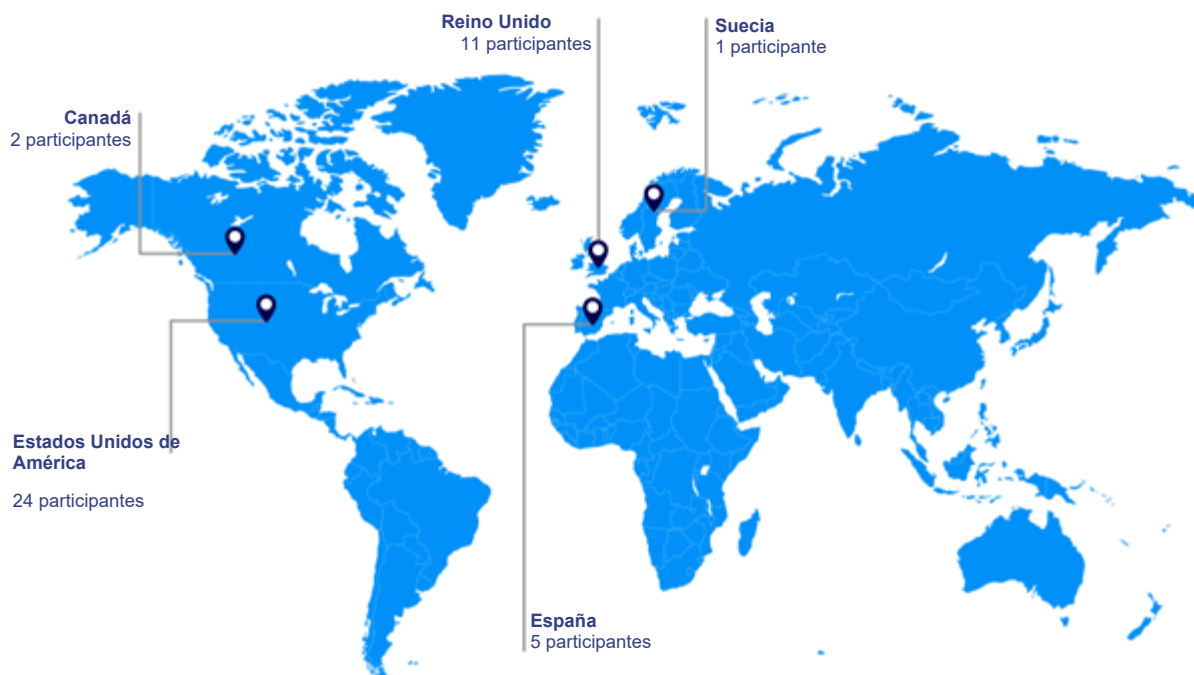 Reino Unido
11 participantes
Suecia
1 participante
Canadá
2 participantes
Estados Unidos de
América
24 participantes
España
5 participantes